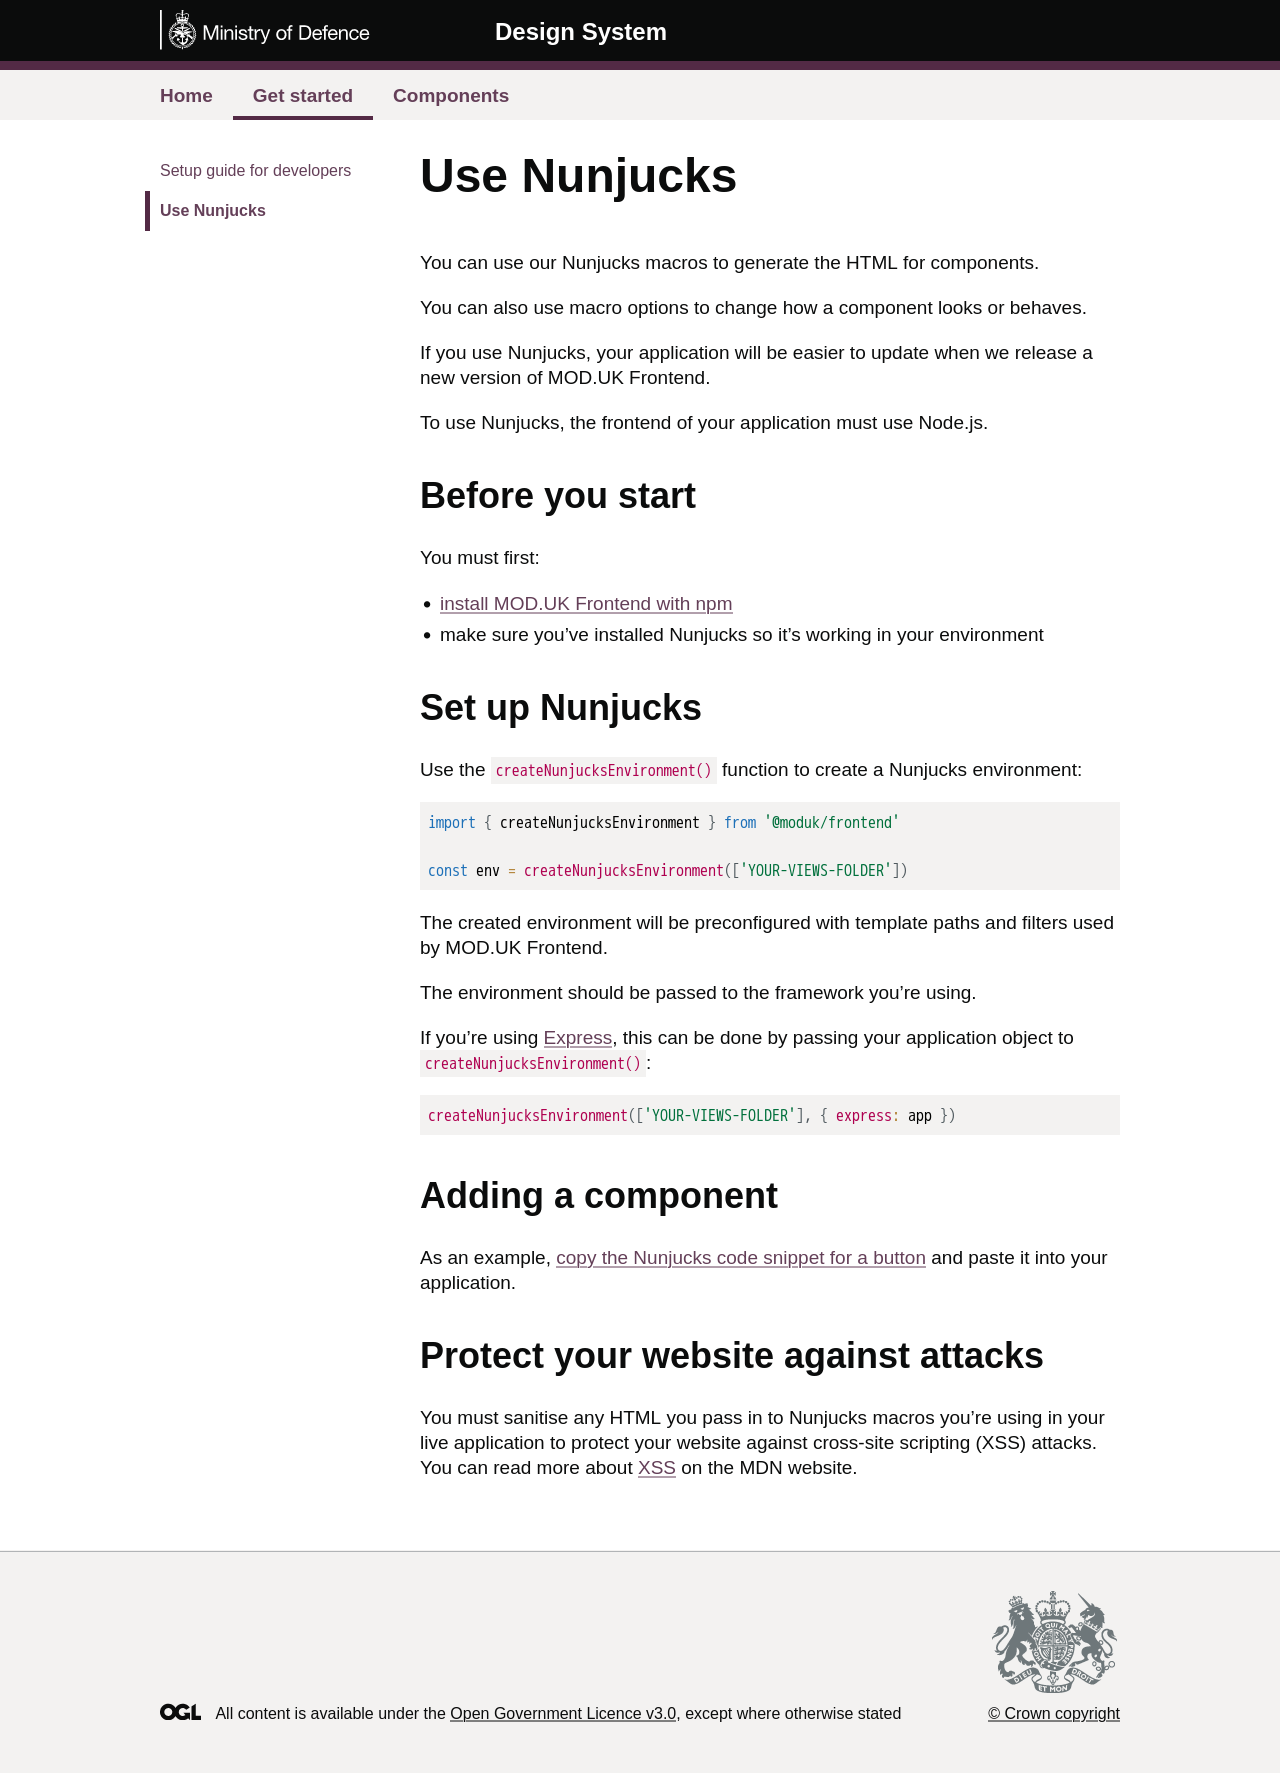 Ministry of Defence
Design System
Home Get started Components
Setup guide for developers
Use Nunjucks
Use Nunjucks
You can use our Nunjucks macros to generate the HTML for components.
You can also use macro options to change how a component looks or behaves.
If you use Nunjucks, your application will be easier to update when we release a
new version of MOD.UK Frontend.
To use Nunjucks, the frontend of your application must use Node.js.
Before you start
You must first:
• install MOD.UK Frontend with npm
• make sure you’ve installed Nunjucks so it’s working in your environment
Set up Nunjucks
Use the createNunjucksEnvironment() function to create a Nunjucks environment:
import { createNunjucksEnvironment } from '@moduk/frontend'
const env = createNunjucksEnvironment(['YOUR-VIEWS-FOLDER'])
The created environment will be preconfigured with template paths and filters used
by MOD.UK Frontend.
The environment should be passed to the framework you’re using.
If you’re using Express, this can be done by passing your application object to
createNunjucksEnvironment() :
createNunjucksEnvironment(['YOUR-VIEWS-FOLDER'], { express: app })
Adding a component
As an example, copy the Nunjucks code snippet for a button and paste it into your
application.
Protect your website against attacks
You must sanitise any HTML you pass in to Nunjucks macros you’re using in your
live application to protect your website against cross-site scripting (XSS) attacks.
You can read more about XSS on the MDN website.
DIEU ET MON DROIT
OGL All content is available under the Open Government Licence v3.0, except where otherwise stated
© Crown copyright